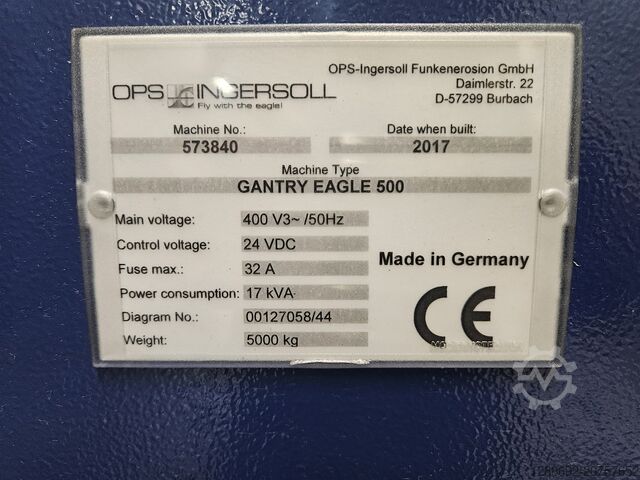 OPS INGERSOLL
Fly with the eagle!
OPS-Ingersoll Funkenerosion GmbH
Daimlerstr. 22
D-57299 Burbach
Machine No.:
573840
Date when built:
2017
Machine Type
GANTRY EAGLE 500
Main voltage: 400 V3~ /50Hz
Control voltage: 24 VDC
Fuse max.: 32 A
Power consumption: 17 kVA
Diagram No.: 00127058/44
Weight: 5000 kg
Made in Germany
CE